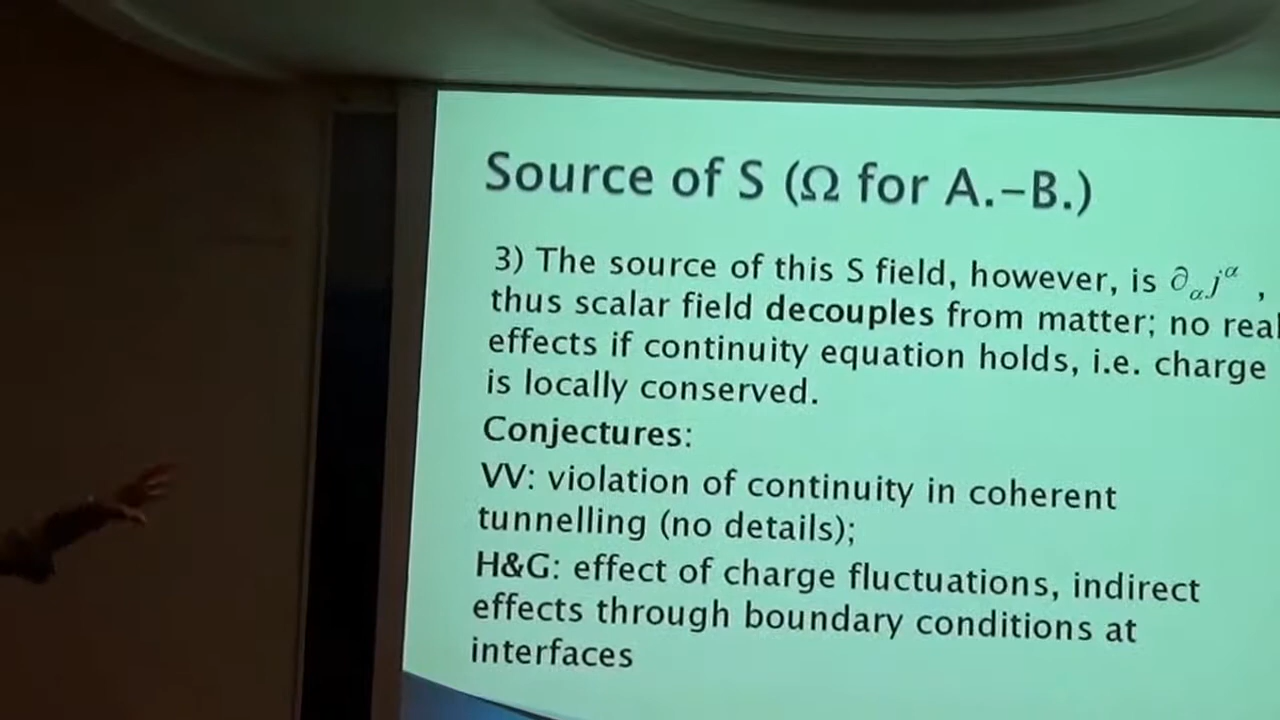 Source of S (Ω for A.-B.)
3) The source of this S field, however, is ∂αjα ,
thus scalar field decouples from matter; no real
effects if continuity equation holds, i.e. charge
is locally conserved.
Conjectures:
VV: violation of continuity in coherent
tunnelling (no details);
H&G: effect of charge fluctuations, indirect
effects through boundary conditions at
interfaces